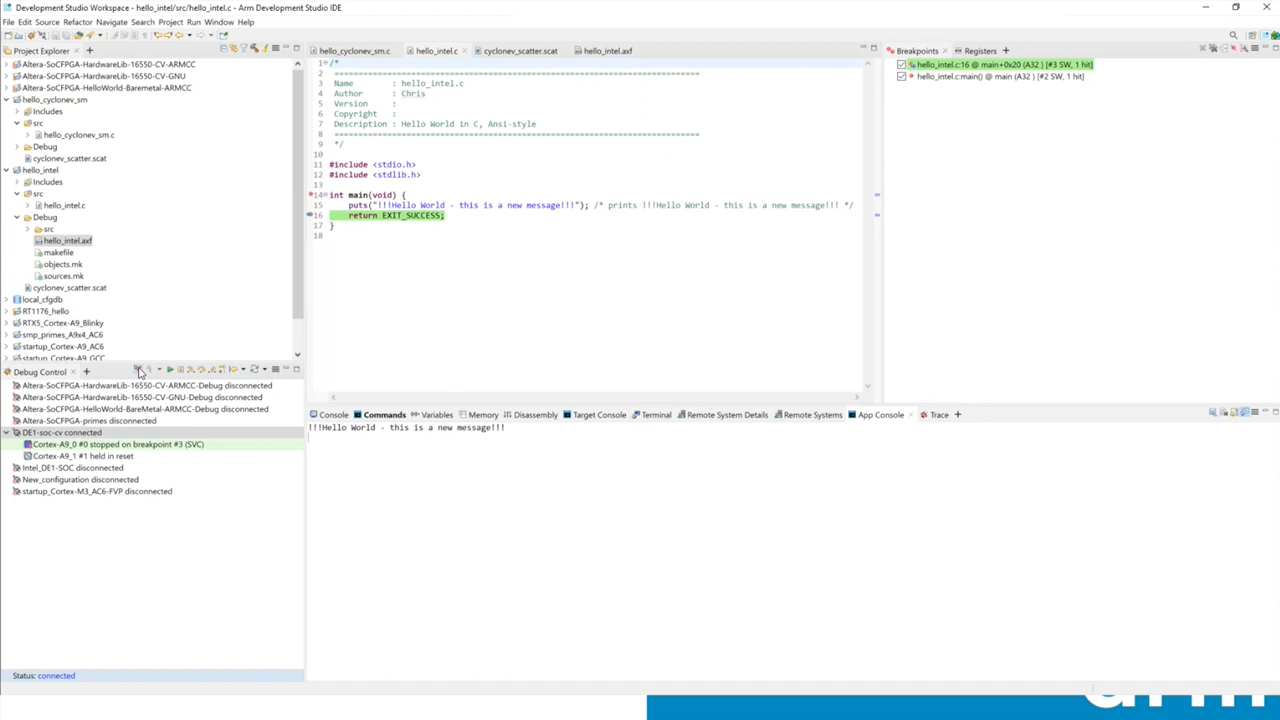 Development Studio Workspace - hello_intel/src/hello_intel.c - Arm Development Studio IDE
File Edit Source Refactor Navigate Search Project Run Window Help
Project Explorer
Altera-SoCFPGA-HardwareLib-16550-CV-ARMCC
Altera-SoCFPGA-HardwareLib-16550-CV-GNU
Altera-SoCFPGA-HelloWorld-Baremetal-ARMCC
hello_cyclonev_sm
Includes
src
hello_cyclonev_sm.c
Debug
cyclonev_scatter.scat
hello_intel
Includes
src
hello_intel.c
Debug
src
hello_intel.axf
makefile
objects.mk
sources.mk
cyclonev_scatter.scat
local_cfgdb
RT1176_hello
RTX5_Cortex-A9_Blinky
smp_primes_A9x4_AC6
startup_Cortex-A9_AC6
startup_Cortex-A9_GCC
Debug Control
Altera-SoCFPGA-HardwareLib-16550-CV-ARMCC-Debug disconnected
Altera-SoCFPGA-HardwareLib-16550-CV-GNU-Debug disconnected
Altera-SoCFPGA-HelloWorld-BareMetal-ARMCC-Debug disconnected
Altera-SoCFPGA-primes disconnected
DE1-soc-cv connected
Cortex-A9_0 #0 stopped on breakpoint #3 (SVC)
Cortex-A9_1 #1 held in reset
Intel_DE1-SOC disconnected
New_configuration disconnected
startup_Cortex-M3_AC6-FVP disconnected
Status: connected
hello_cyclonev_sm.c hello_intel.c cyclonev_scatter.scat hello_intel.axf
1 /*
2 ============================================================================
3 Name : hello_intel.c
4 Author : Chris
5 Version :
6 Copyright :
7 Description : Hello World in C, Ansi-style
8 ============================================================================
9 */
10
11 #include <stdio.h>
12 #include <stdlib.h>
13
14 int main(void) {
15 puts("!!!Hello World - this is a new message!!!"); /* prints !!!Hello World - this is a new message!!! */
16 return EXIT_SUCCESS;
17 }
18
Breakpoints Registers
hello_intel.c:16 @ main+0x20 (A32 ) [#3 SW, 1 hit]
hello_intel.c:main() @ main (A32 ) [#2 SW, 1 hit]
Console Commands Variables Memory Disassembly Target Console Terminal Remote System Details Remote Systems App Console Trace
!!!Hello World - this is a new message!!!